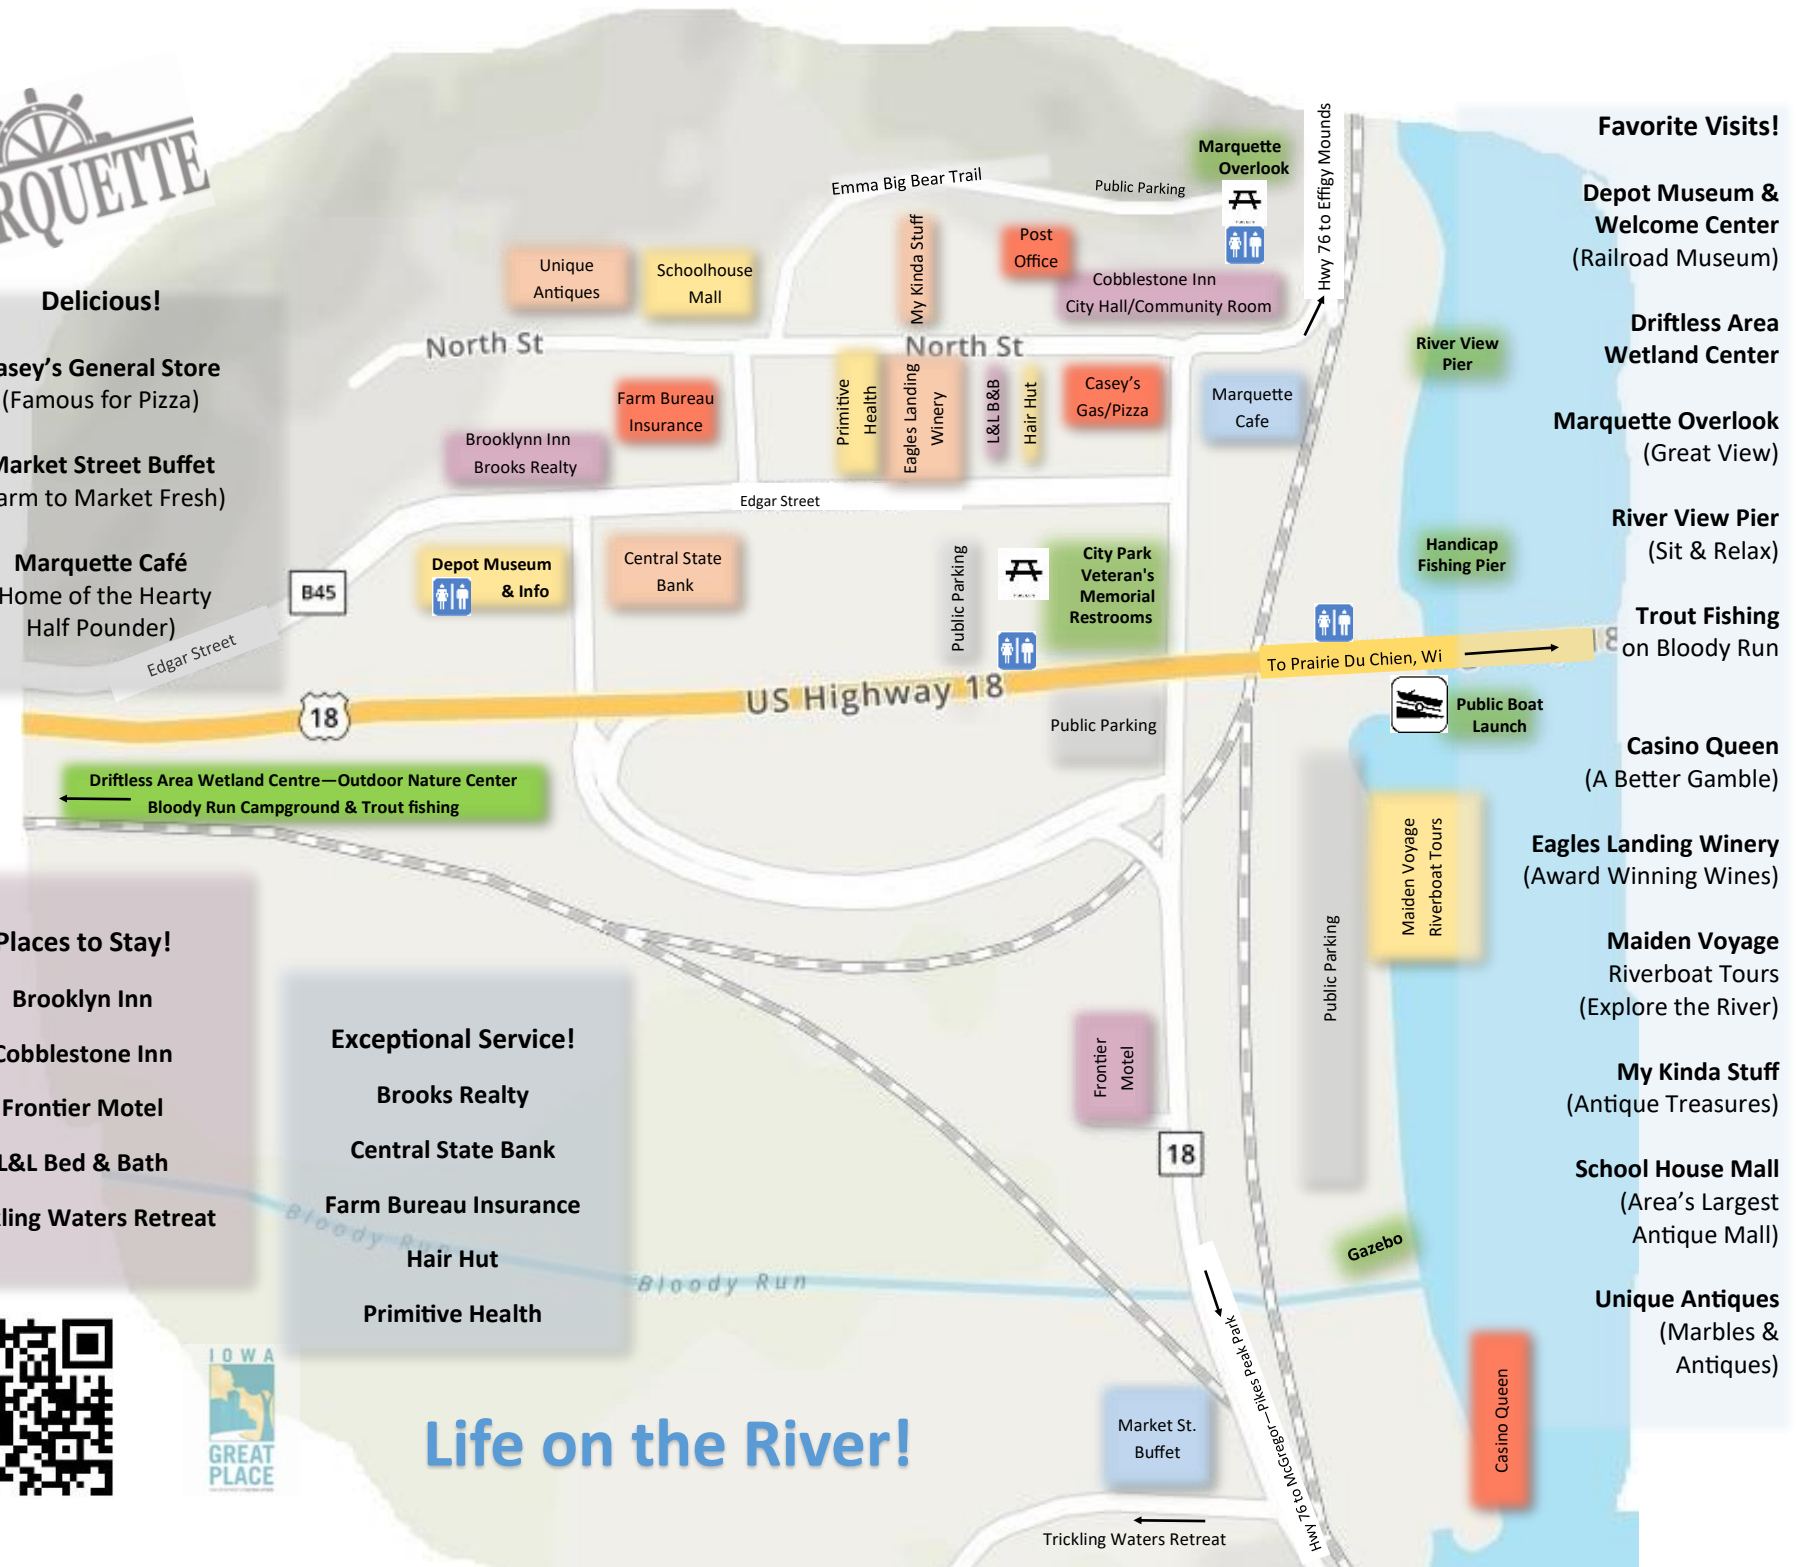 RQUETTE
Delicious!
asey's General Store
(Famous for Pizza)
Market Street Buffet
arm to Market Fresh)
Marquette Café
Home of the Hearty
Half Pounder)
Edgar Street
B45
18
Places to Stay!
Brooklyn Inn
Cobblestone Inn
Frontier Motel
L&L Bed & Bath
ling Waters Retreat
IOWA
GREAT
PLACE
Exceptional Service!
Brooks Realty
Central State Bank
Farm Bureau Insurance
Hair Hut
Primitive Health
Bloody Run
Bloody Run
Life on the River!
Driftless Area Wetland Centre—Outdoor Nature Center
Bloody Run Campground & Trout fishing
Emma Big Bear Trail
Public Parking
Marquette
Overlook
Hwy 76 to Effigy Mounds
Unique
Antiques
Schoolhouse
Mall
My Kinda Stuff
Post
Office
Cobblestone Inn
City Hall/Community Room
North St
North St
Brooklynn Inn
Brooks Realty
Farm Bureau
Insurance
Primitive
Health
Eagles Landing
Winery
L&L B&B
Hair Hut
Casey's
Gas/Pizza
Marquette
Cafe
River View
Pier
Edgar Street
Depot Museum
& Info
Central State
Bank
Public Parking
City Park
Veteran's
Memorial
Restrooms
Handicap
Fishing Pier
US Highway 18
To Prairie Du Chien, Wi
8
Public Parking
Public Boat
Launch
Maiden Voyage
Riverboat Tours
Public Parking
Frontier
Motel
18
Gazebo
Hwy 76 to McGregor—Pikes Peak Park
Market St.
Buffet
Casino Queen
Trickling Waters Retreat
Favorite Visits!
Depot Museum &
Welcome Center
(Railroad Museum)
Driftless Area
Wetland Center
Marquette Overlook
(Great View)
River View Pier
(Sit & Relax)
Trout Fishing
on Bloody Run
Casino Queen
(A Better Gamble)
Eagles Landing Winery
(Award Winning Wines)
Maiden Voyage
Riverboat Tours
(Explore the River)
My Kinda Stuff
(Antique Treasures)
School House Mall
(Area's Largest
Antique Mall)
Unique Antiques
(Marbles &
Antiques)